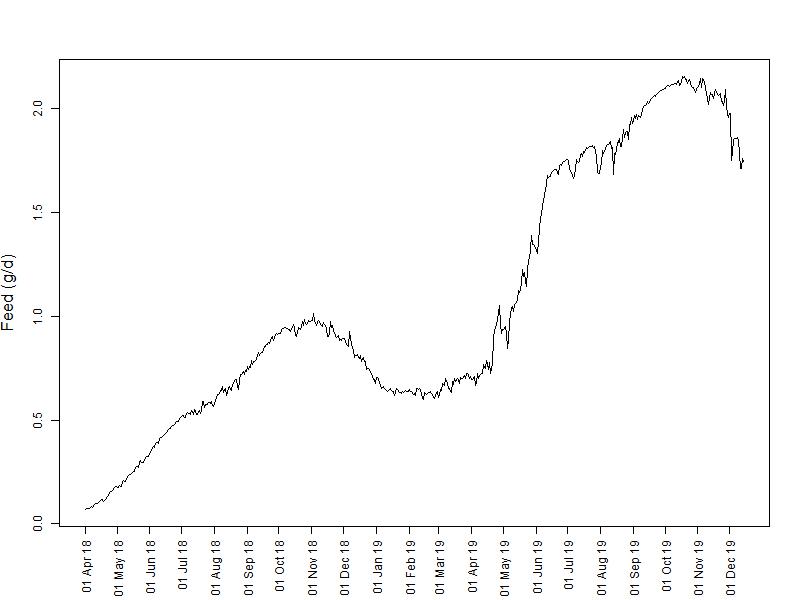 Feed (g/d)
2.0
1.5
1.0
0.5
0.0
01 Apr 18
01 May 18
01 Jun 18
01 Jul 18
01 Aug 18
01 Sep 18
01 Oct 18
01 Nov 18
01 Dec 18
01 Jan 19
01 Feb 19
01 Mar 19
01 Apr 19
01 May 19
01 Jun 19
01 Jul 19
01 Aug 19
01 Sep 19
01 Oct 19
01 Nov 19
01 Dec 19